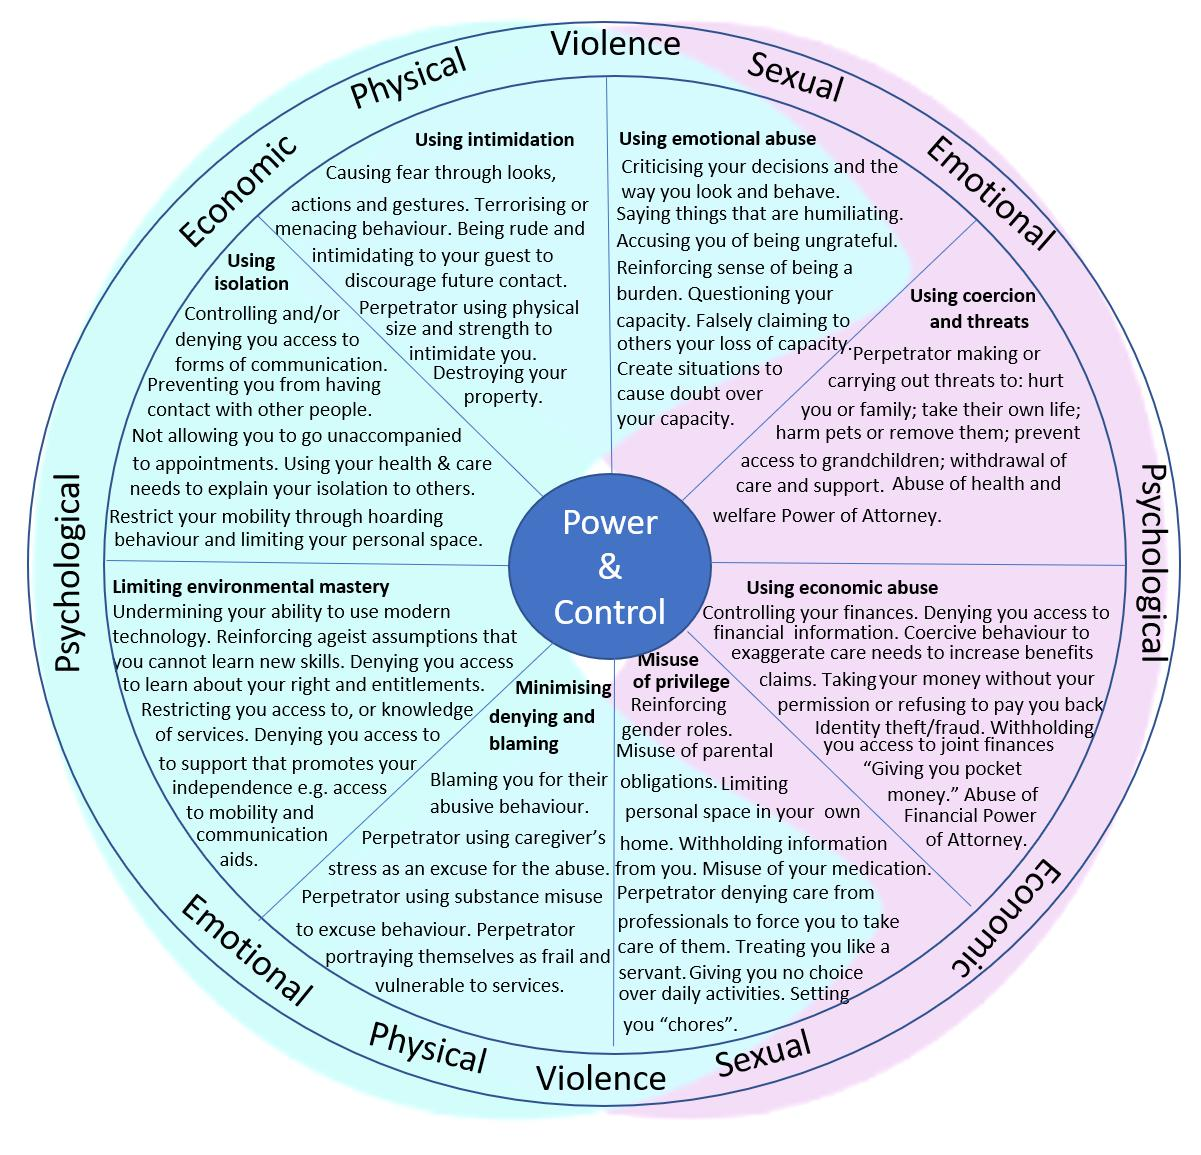 Violence
Sexual
Emotional
Psychological
Economic
Sexual
Violence
Physical
Emotional
Psychological
Economic
Physical
Power
&
Control
Using emotional abuse
Criticising your decisions and the
way you look and behave.
Saying things that are humiliating.
Accusing you of being ungrateful.
Reinforcing sense of being a
burden. Questioning your
capacity. Falsely claiming to
others your loss of capacity.
Create situations to
cause doubt over
your capacity.
Using coercion
and threats
Perpetrator making or
carrying out threats to: hurt
you or family; take their own life;
harm pets or remove them; prevent
access to grandchildren; withdrawal of
care and support. Abuse of health and
welfare Power of Attorney.
Using economic abuse
Controlling your finances. Denying you access to
financial information. Coercive behaviour to
exaggerate care needs to increase benefits
claims. Taking your money without your
permission or refusing to pay you back
Identity theft/fraud. Withholding
you access to joint finances
“Giving you pocket
money.” Abuse of
Financial Power
of Attorney.
Misuse
of privilege
Reinforcing
gender roles.
Misuse of parental
obligations. Limiting
personal space in your own
home. Withholding information
from you. Misuse of your medication.
Perpetrator denying care from
professionals to force you to take
care of them. Treating you like a
servant. Giving you no choice
over daily activities. Setting
you “chores”.
Minimising
denying and
blaming
Blaming you for their
abusive behaviour.
Perpetrator using caregiver’s
stress as an excuse for the abuse.
Perpetrator using substance misuse
to excuse behaviour. Perpetrator
portraying themselves as frail and
vulnerable to services.
Limiting environmental mastery
Undermining your ability to use modern
technology. Reinforcing ageist assumptions that
you cannot learn new skills. Denying you access
to learn about your right and entitlements.
Restricting you access to, or knowledge
of services. Denying you access to
to support that promotes your
independence e.g. access
to mobility and
communication
aids.
Using
isolation
Controlling and/or
denying you access to
forms of communication.
Preventing you from having
contact with other people.
Not allowing you to go unaccompanied
to appointments. Using your health & care
needs to explain your isolation to others.
Restrict your mobility through hoarding
behaviour and limiting your personal space.
Using intimidation
Causing fear through looks,
actions and gestures. Terrorising or
menacing behaviour. Being rude and
intimidating to your guest to
discourage future contact.
Perpetrator using physical
size and strength to
intimidate you.
Destroying your
property.